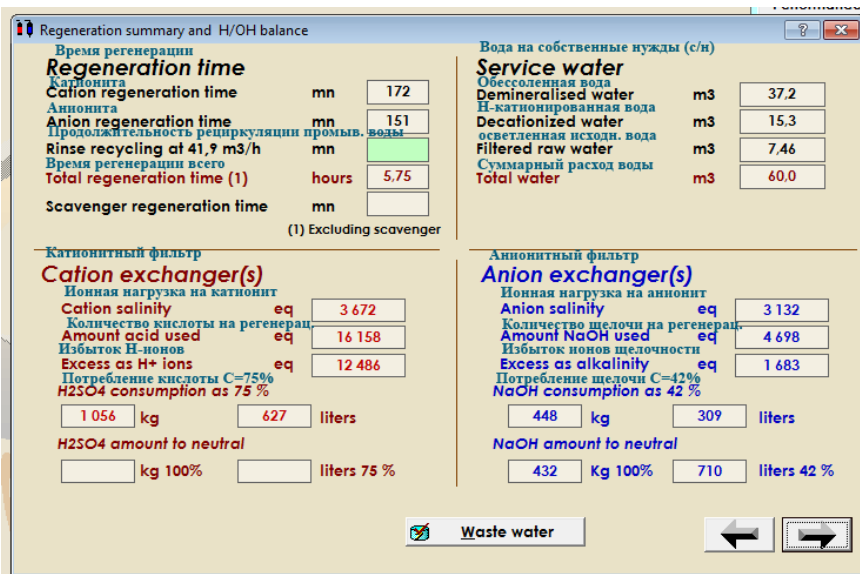 Performance
Regeneration summary and H/OH balance
Время регенерации
Regeneration time
Катионита
Cation regeneration time mn 172
Анионита
Anion regeneration time mn 151
Продолжительность рециркуляции промыв. воды
Rinse recycling at 41,9 m3/h mn
Время регенерации всего
Total regeneration time (1) hours 5,75
Scavenger regeneration time mn
(1) Excluding scavenger
Вода на собственные нужды (с/н)
Service water
Обессоленная вода
Demineralised water m3 37,2
Н-катионированная вода
Decationized water m3 15,3
осветленная исходн. вода
Filtered raw water m3 7,46
Суммарный расход воды
Total water m3 60,0
Катионитный фильтр
Cation exchanger(s)
Ионная нагрузка на катионит
Cation salinity eq 3 672
Количество кислоты на регенерац.
Amount acid used eq 16 158
Избыток Н-ионов
Excess as H+ ions eq 12 486
Потребление кислоты С=75%
H2SO4 consumption as 75 %
1 056 kg 627 liters
H2SO4 amount to neutral
kg 100% liters 75 %
Анионитный фильтр
Anion exchanger(s)
Ионная нагрузка на анионит
Anion salinity eq 3 132
Количество щелочи на регенерац.
Amount NaOH used eq 4 698
Избыток ионов щелочности
Excess as alkalinity eq 1 683
Потребление щелочи С=42%
NaOH consumption as 42 %
448 kg 309 liters
NaOH amount to neutral
432 Kg 100% 710 liters 42 %
Waste water